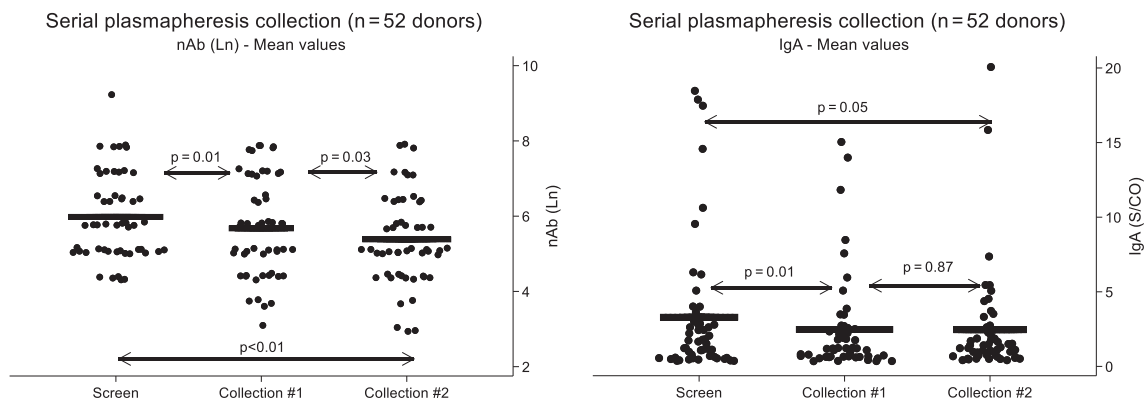 Serial plasmapheresis collection (n = 52 donors)
nAb (Ln) - Mean values
10
8
6
4
2
nAb (Ln)
p = 0.01
p = 0.03
p<0.01
Screen
Collection #1
Collection #2
Serial plasmapheresis collection (n = 52 donors)
IgA - Mean values
20
15
10
5
0
IgA (S/CO)
p = 0.05
p = 0.01
p = 0.87
Screen
Collection #1
Collection #2